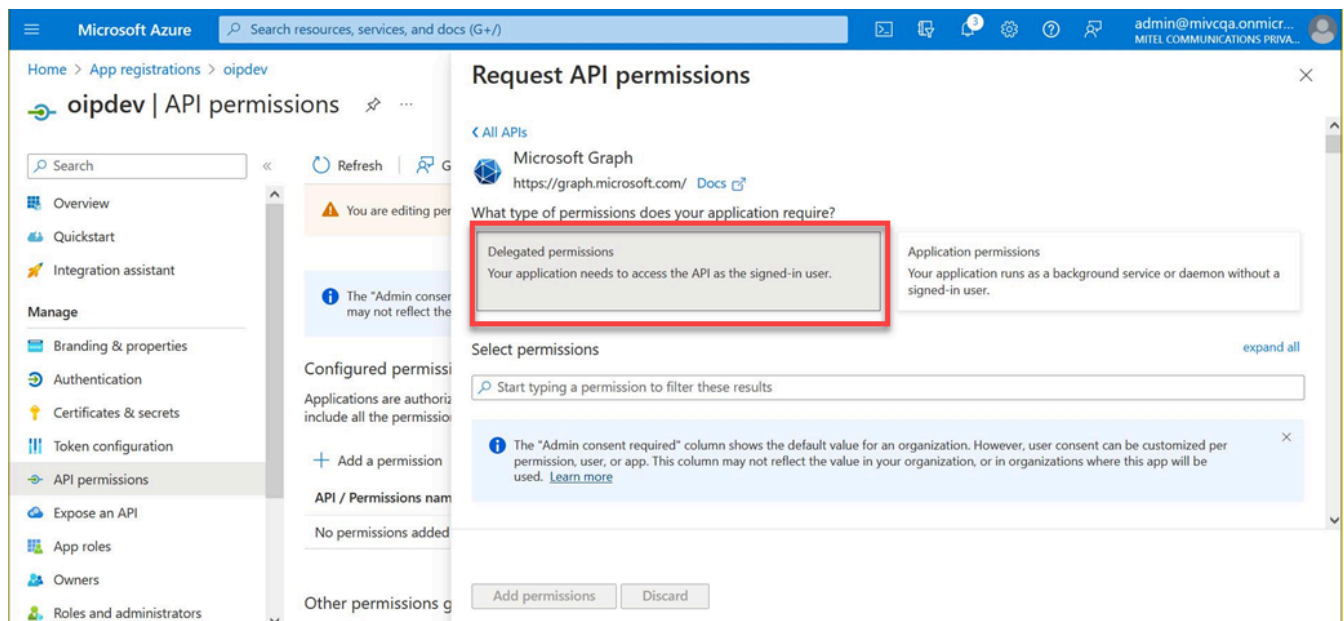 Microsoft Azure
Search resources, services, and docs (G+/)
3
admin@mivcqa.onmicr...
MITEL COMMUNICATIONS PRIVA...
Home > App registrations > oipdev
oipdev | API permissions
Search
Overview
Quickstart
Integration assistant
Manage
Branding & properties
Authentication
Certificates & secrets
Token configuration
API permissions
Expose an API
App roles
Owners
Roles and administrators
Refresh
G
You are editing per
The "Admin conser
may not reflect the
Configured permissi
Applications are authoriz
include all the permissio
Add a permission
API / Permissions nam
No permissions added
Other permissions g
Request API permissions
All APIs
Microsoft Graph
https://graph.microsoft.com/ Docs
What type of permissions does your application require?
Delegated permissions
Your application needs to access the API as the signed-in user.
Application permissions
Your application runs as a background service or daemon without a
signed-in user.
Select permissions
expand all
Start typing a permission to filter these results
The "Admin consent required" column shows the default value for an organization. However, user consent can be customized per
permission, user, or app. This column may not reflect the value in your organization, or in organizations where this app will be
used. Learn more
Add permissions
Discard